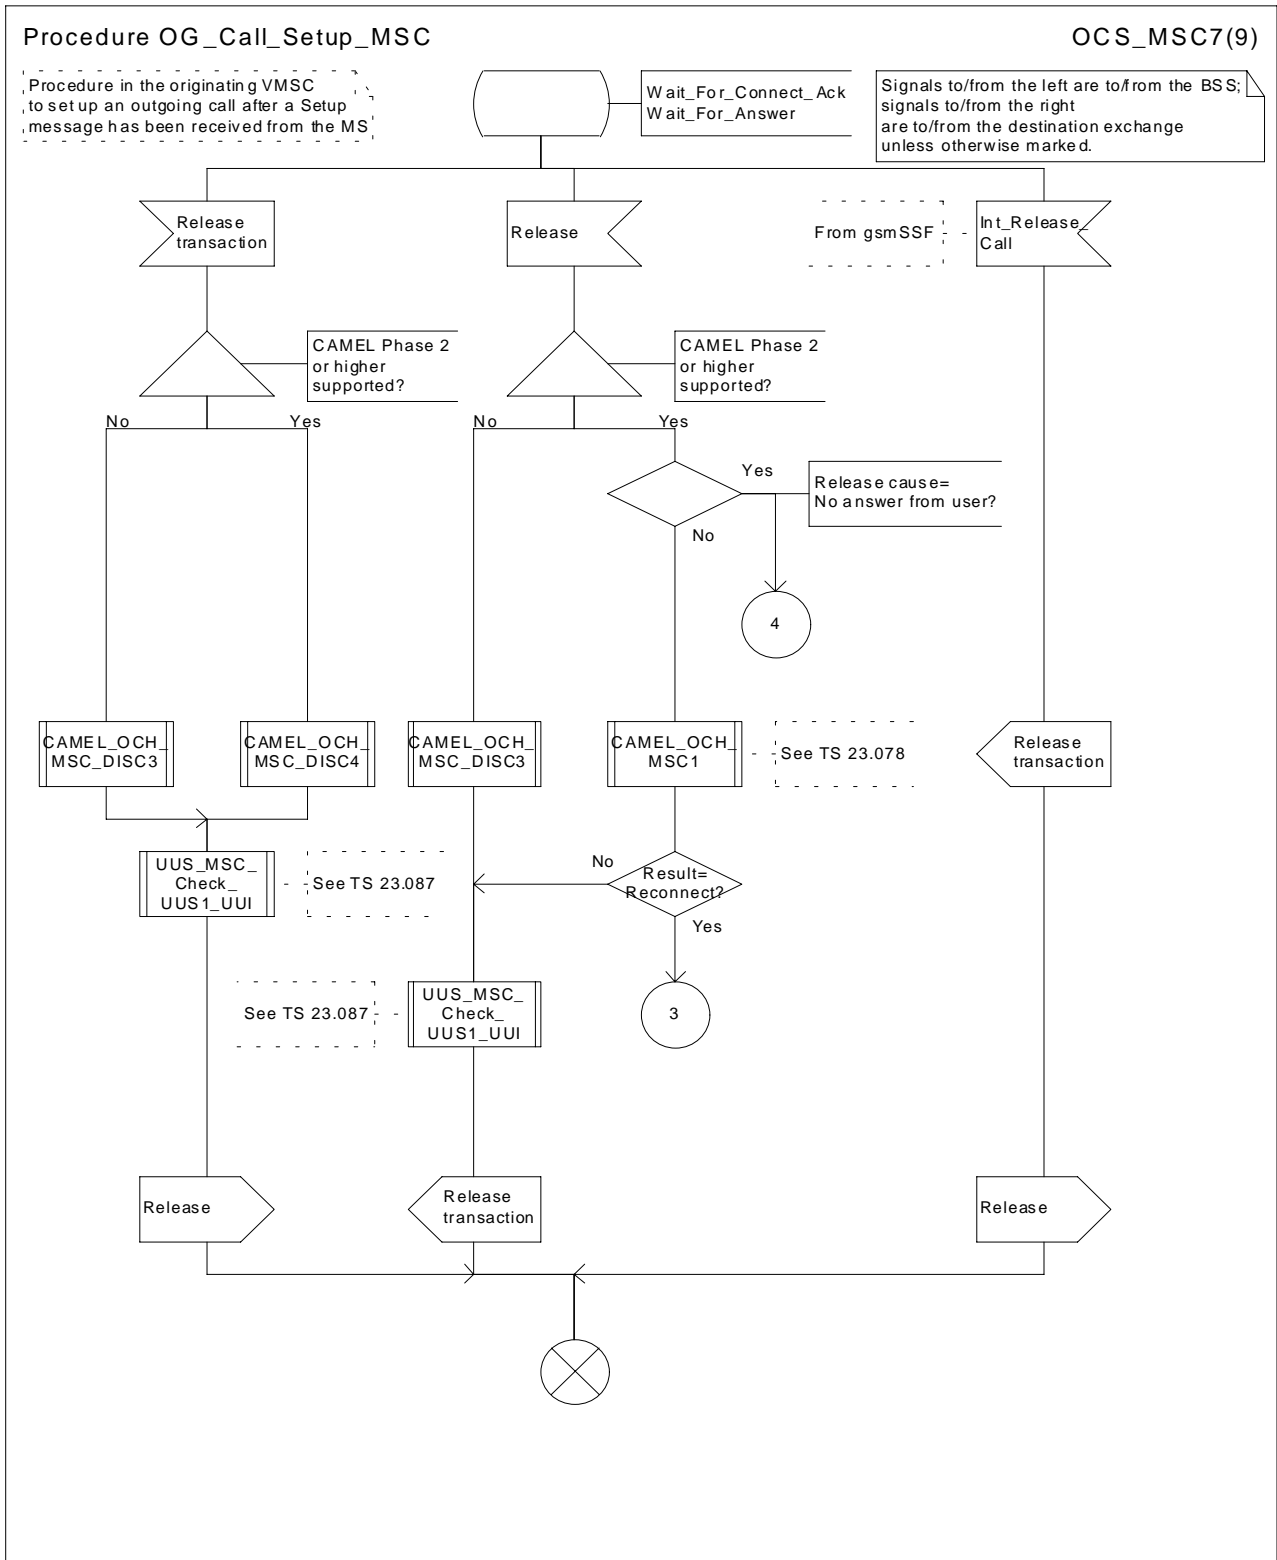 Procedure OG_Call_Setup_MSC
OCS_MSC7(9)
Procedure in the originating VMSC
to set up an outgoing call after a Setup
message has been received from the MS
Wait_For_Connect_Ack
Wait_For_Answer
Signals to/from the left are to/from the BSS;
signals to/from the right
are to/from the destination exchange
unless otherwise marked.
Release
transaction
Release
From gsmSSF
Int_Release_
Call
CAMEL Phase 2
or higher
supported?
CAMEL Phase 2
or higher
supported?
No
Yes
No
Yes
Yes
Release cause=
No answer from user?
No
4
CAMEL_OCH_
MSC_DISC3
CAMEL_OCH_
MSC_DISC4
CAMEL_OCH_
MSC_DISC3
CAMEL_OCH_
MSC1
See TS 23.078
Release
transaction
UUS_MSC_
Check_
UUS1_UUI
See TS 23.087
No
Result=
Reconnect?
Yes
See TS 23.087
UUS_MSC_
Check_
UUS1_UUI
3
Release
Release
transaction
Release